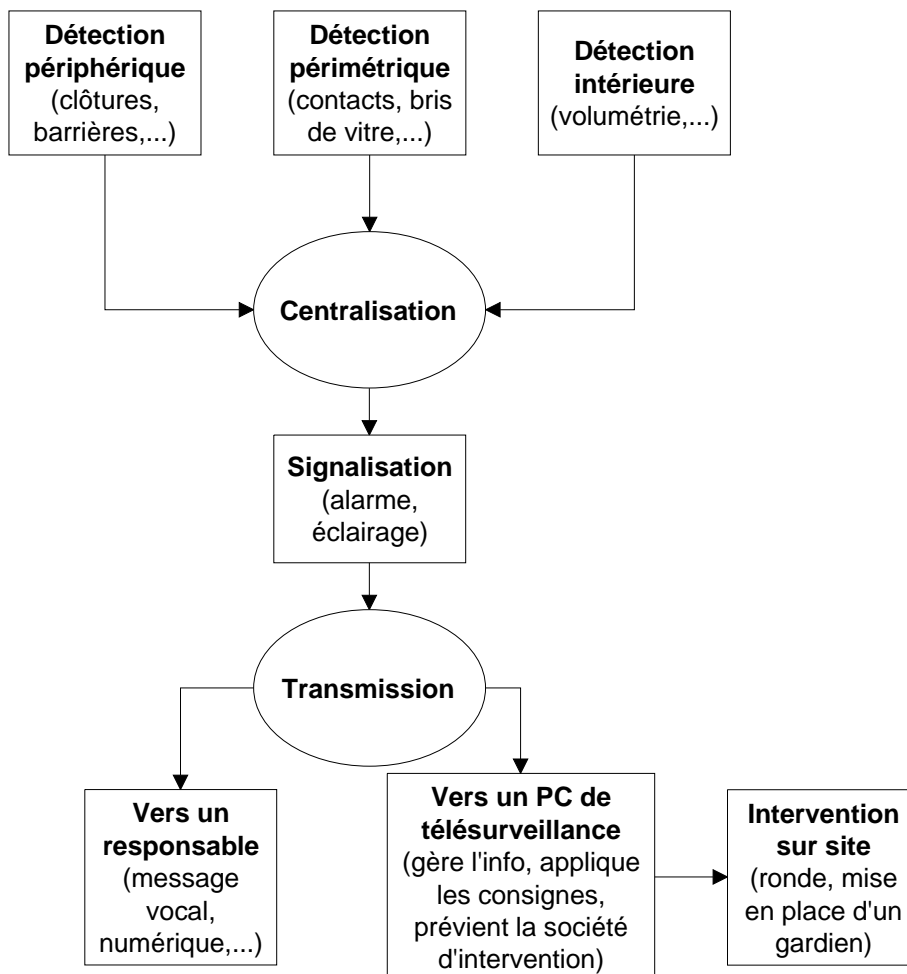 Détection
périphérique
(clôtures,
barrières,...)
Détection
périmétrique
(contacts, bris
de vitre,...)
Détection
intérieure
(volumétrie,...)
Centralisation
Signalisation
(alarme,
éclairage)
Transmission
Vers un
responsable
(message
vocal,
numérique,...)
Vers un PC de
télésurveillance
(gère l'info, applique
les consignes,
prévient la société
d'intervention)
Intervention
sur site
(ronde, mise
en place d'un
gardien)